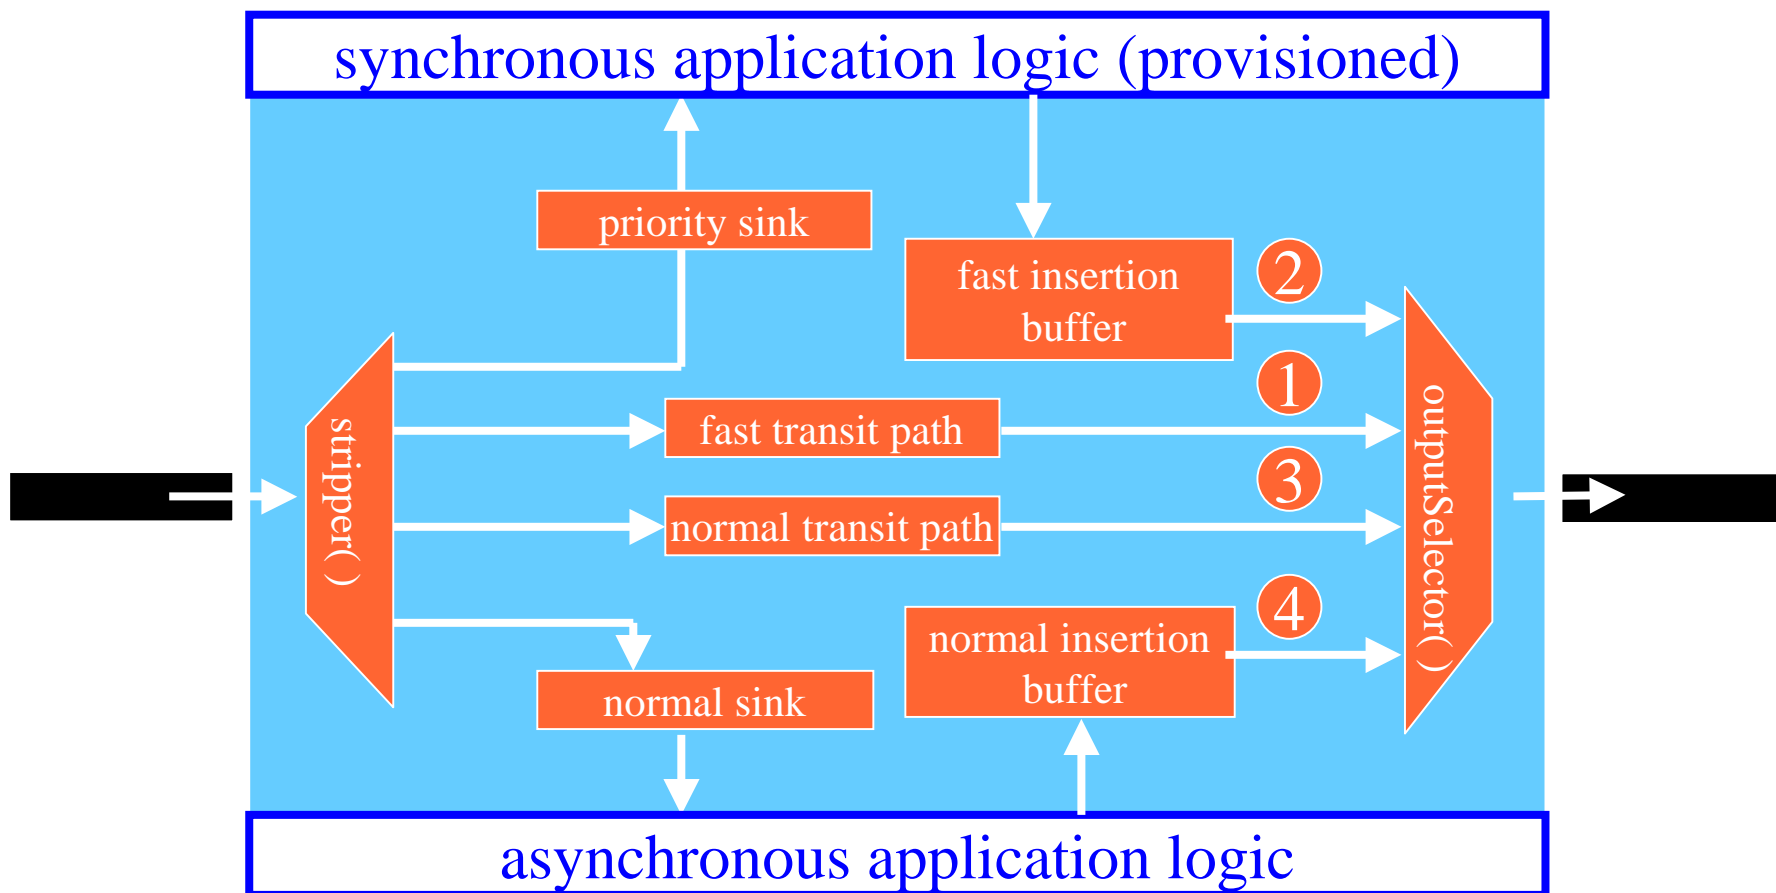 synchronous application logic (provisioned)
priority sink
fast insertion
buffer
2
1
fast transit path
stripper( )
3
normal transit path
outputSelector( )
4
normal insertion
buffer
normal sink
asynchronous application logic